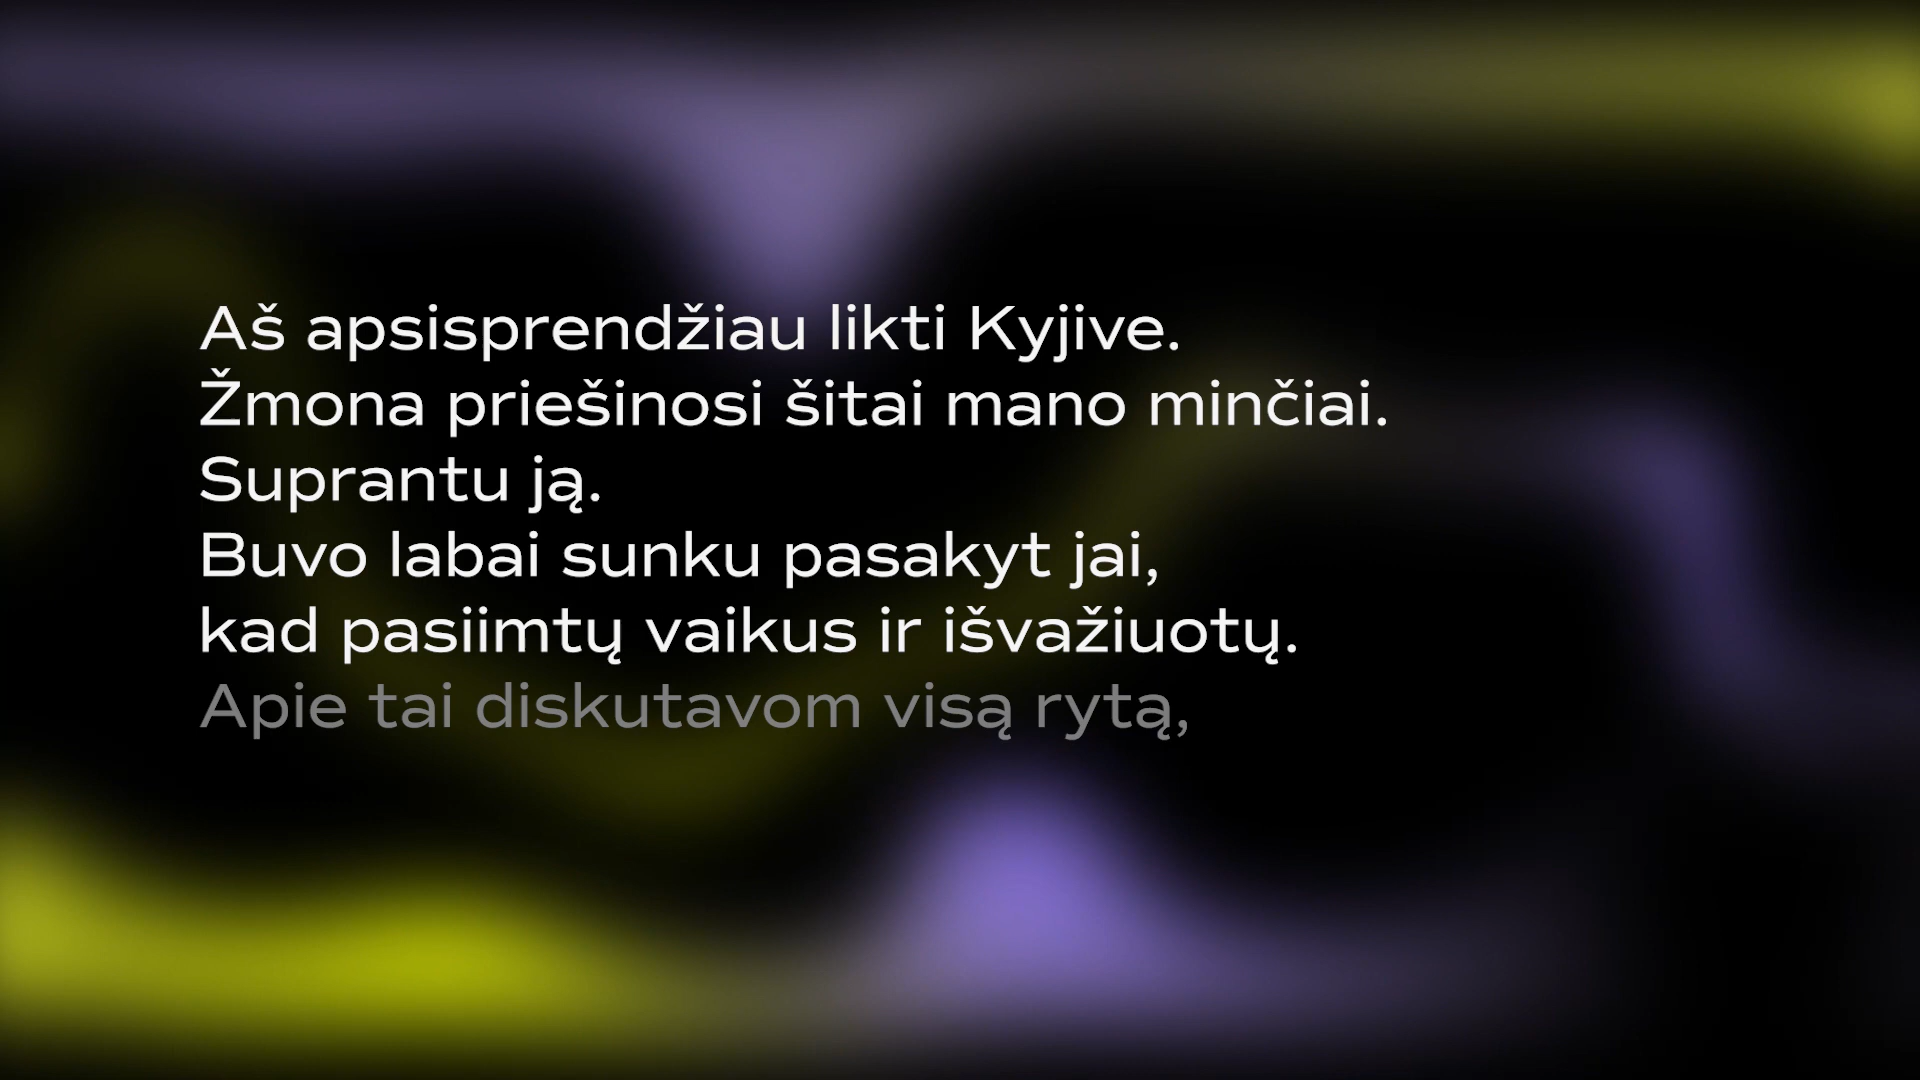 Aš apsisprendžiau likti Kyjive.
Žmona priešinosi šitai mano minčiai.
Suprantu ją.
Buvo labai sunku pasakyt jai,
kad pasiimtų vaikus ir išvažiuotų.
Apie tai diskutavom visą rytą,